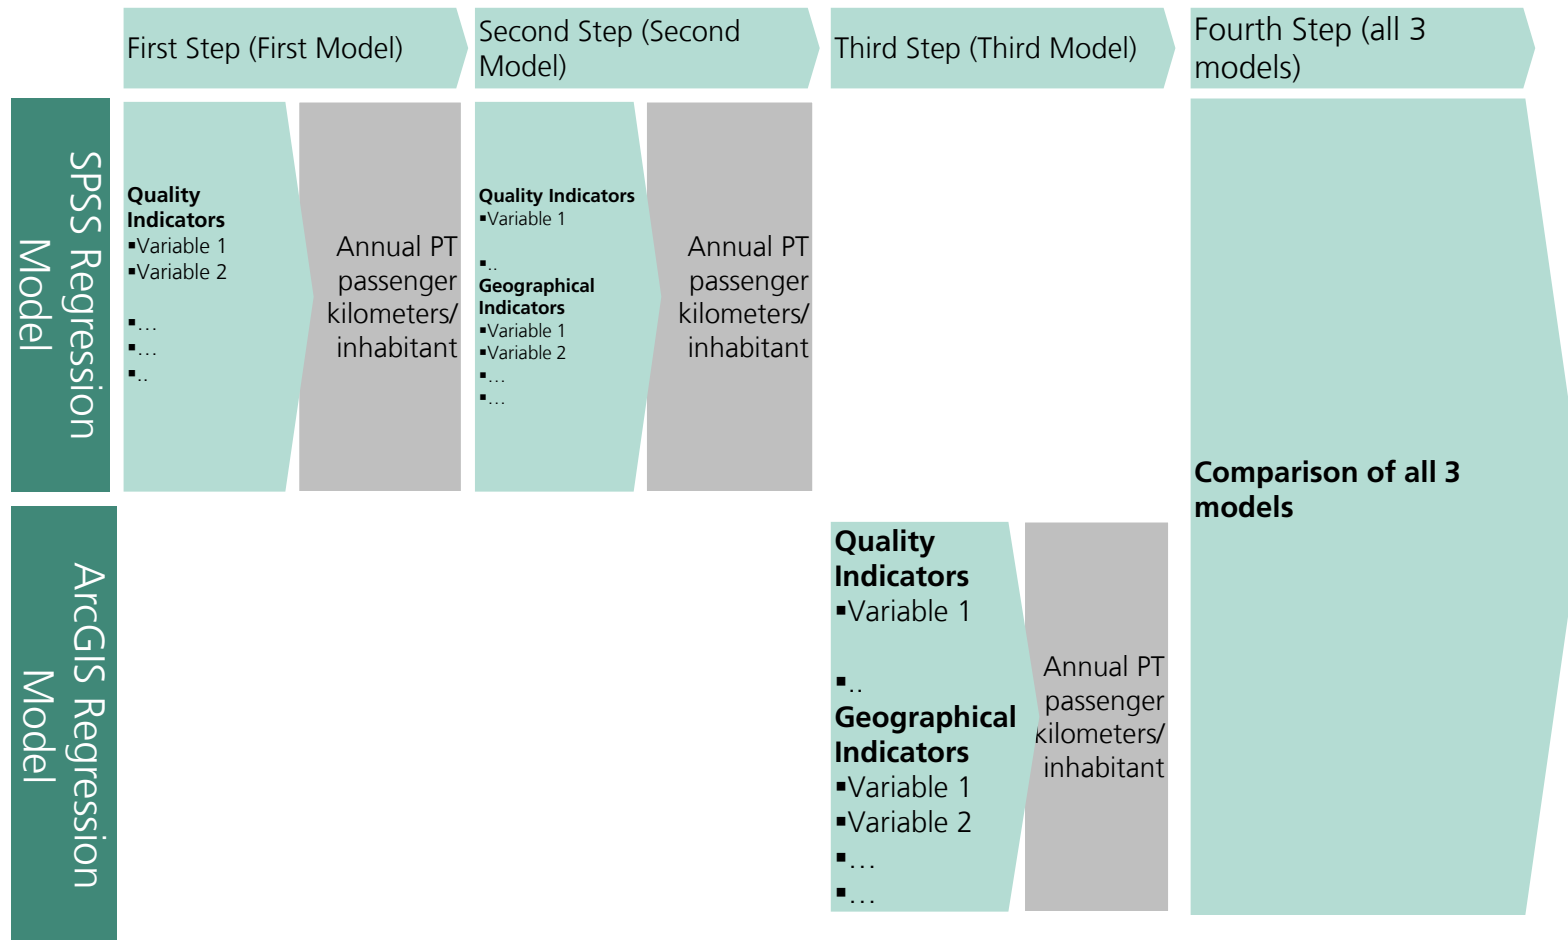 First Step (First Model)
Second Step (Second
Model)
Third Step (Third Model)
Fourth Step (all 3
models)
SPSS Regression
Model
Quality
Indicators
▪Variable 1
▪Variable 2
▪...
▪...
▪..
Annual PT
passenger
kilometers/
inhabitant
Quality Indicators
▪Variable 1
▪..
Geographical
Indicators
▪Variable 1
▪Variable 2
▪...
▪...
Annual PT
passenger
kilometers/
inhabitant
ArcGIS Regression
Model
Quality
Indicators
▪Variable 1
▪..
Geographical
Indicators
▪Variable 1
▪Variable 2
▪...
▪...
Annual PT
passenger
kilometers/
inhabitant
Comparison of all 3
models